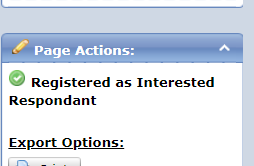 Page Actions:
Registered as Interested
Respondant
Export Options: